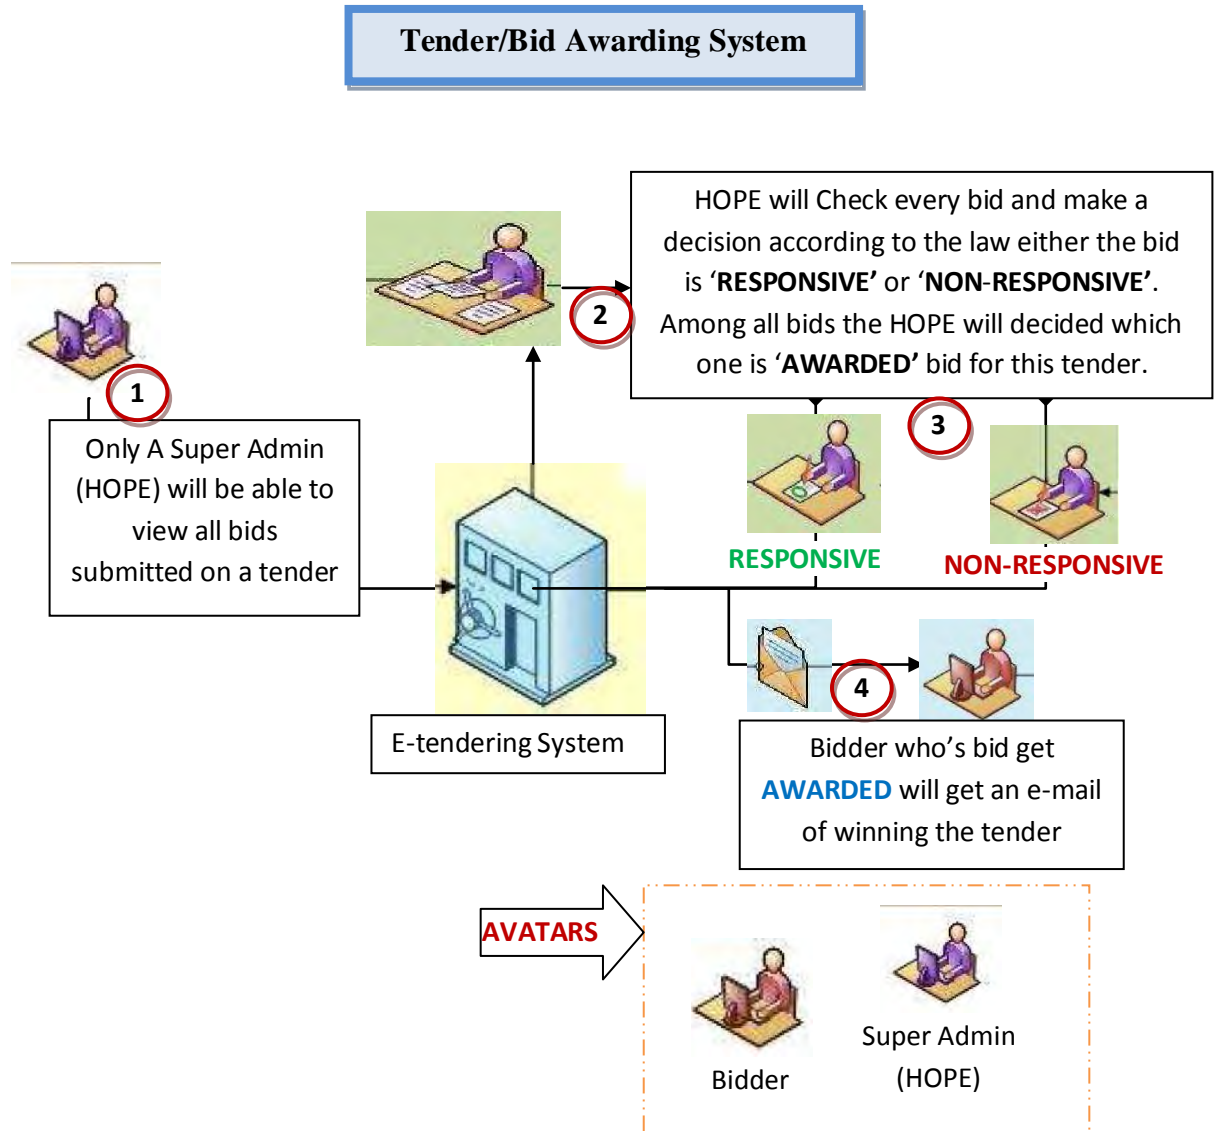 Tender/Bid Awarding System
HOPE will Check every bid and make a
decision according to the law either the bid
is ‘RESPONSIVE’ or ‘NON-RESPONSIVE’.
Among all bids the HOPE will decided which
one is ‘AWARDED’ bid for this tender.
2
1
Only A Super Admin
(HOPE) will be able to
view all bids
submitted on a tender
3
RESPONSIVE
NON-RESPONSIVE
E-tendering System
4
Bidder who’s bid get
AWARDED will get an e-mail
of winning the tender
AVATARS
Bidder
Super Admin
(HOPE)